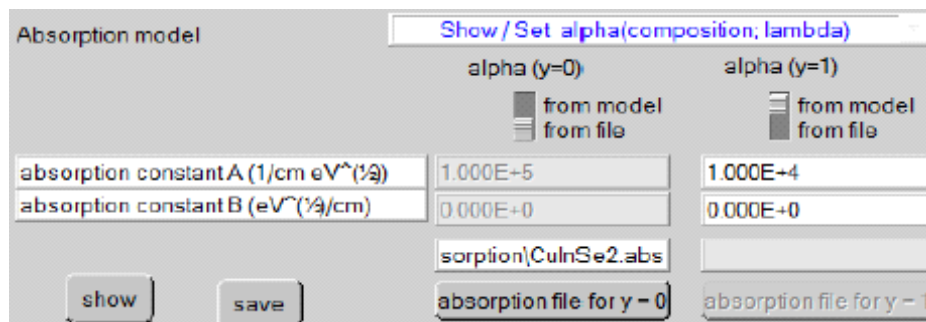 Absorption model
Show / Set alpha(composition; lambda)
alpha (y=0)
alpha (y=1)
from model
from file
from model
from file
absorption constant A (1/cm eV^(½))
1.000E+5
1.000E+4
absorption constant B (eV^(½)/cm)
0.000E+0
0.000E+0
sorption\CuInSe2.abs
show
save
absorption file for y = 0
absorption file for y = 1